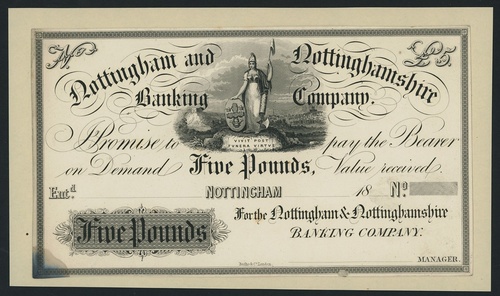 No £5
Nottingham and Nottinghamshire
Banking Company.
VIVIT POST
FUNERA VIRTUS
I Promise to pay the Bearer
on Demand Five Pounds, Value received
Ent.d NOTTINGHAM 18 No
For the Nottingham & Nottinghamshire
Five Pounds BANKING COMPANY.
MANAGER.